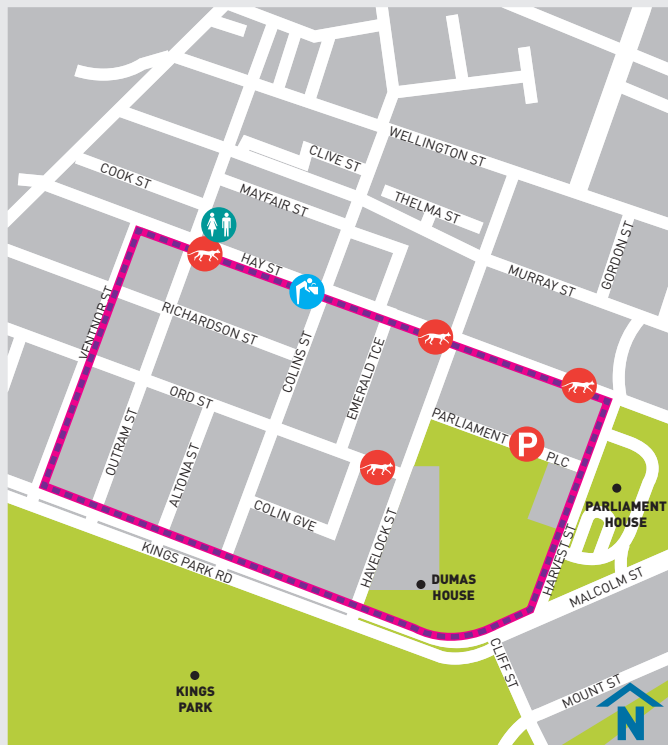 WELLINGTON ST
CLIVE ST
COOK ST
MAYFAIR ST
THELMA ST
GORDON ST
HAY ST
MURRAY ST
VENTNOR ST
RICHARDSON ST
COLINS ST
EMERALD TCE
ORD ST
PARLIAMENT PLC
P
OUTRAM ST
ALTONA ST
COLIN GVE
HAVELOCK ST
HARVEST ST
PARLIAMENT
HOUSE
KINGS PARK RD
DUMAS
HOUSE
MALCOLM ST
CLIFF ST
KINGS
PARK
MOUNT ST
N